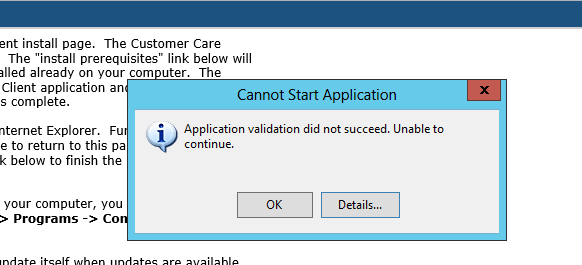 ent install page. The Customer Care
The "install prerequisites" link below will
alled already on your computer. The
Client application and
s complete.
Cannot Start Application
x
Application validation did not succeed. Unable to
continue.
nternet Explorer. Fur
e to return to this pa
k below to finish the
OK
Details...
your computer, you
> Programs -> Con
update itself when updates are available